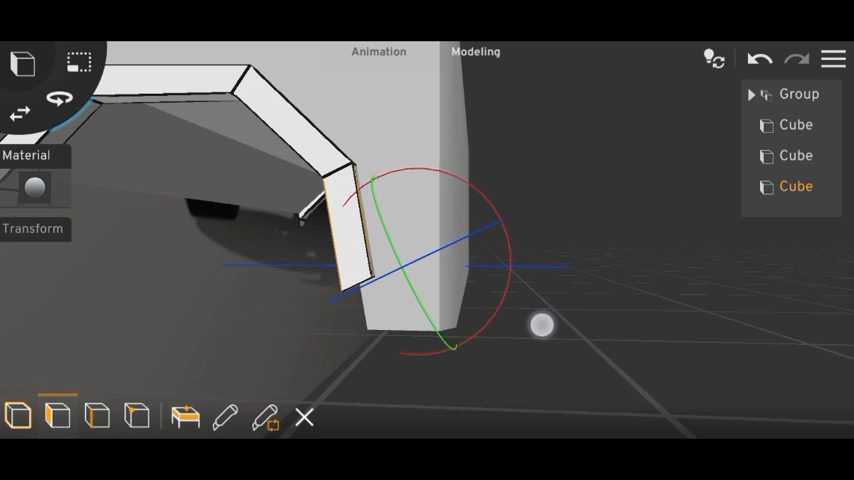 Animation
Modeling
Group
Cube
Cube
Cube
Material
Transform